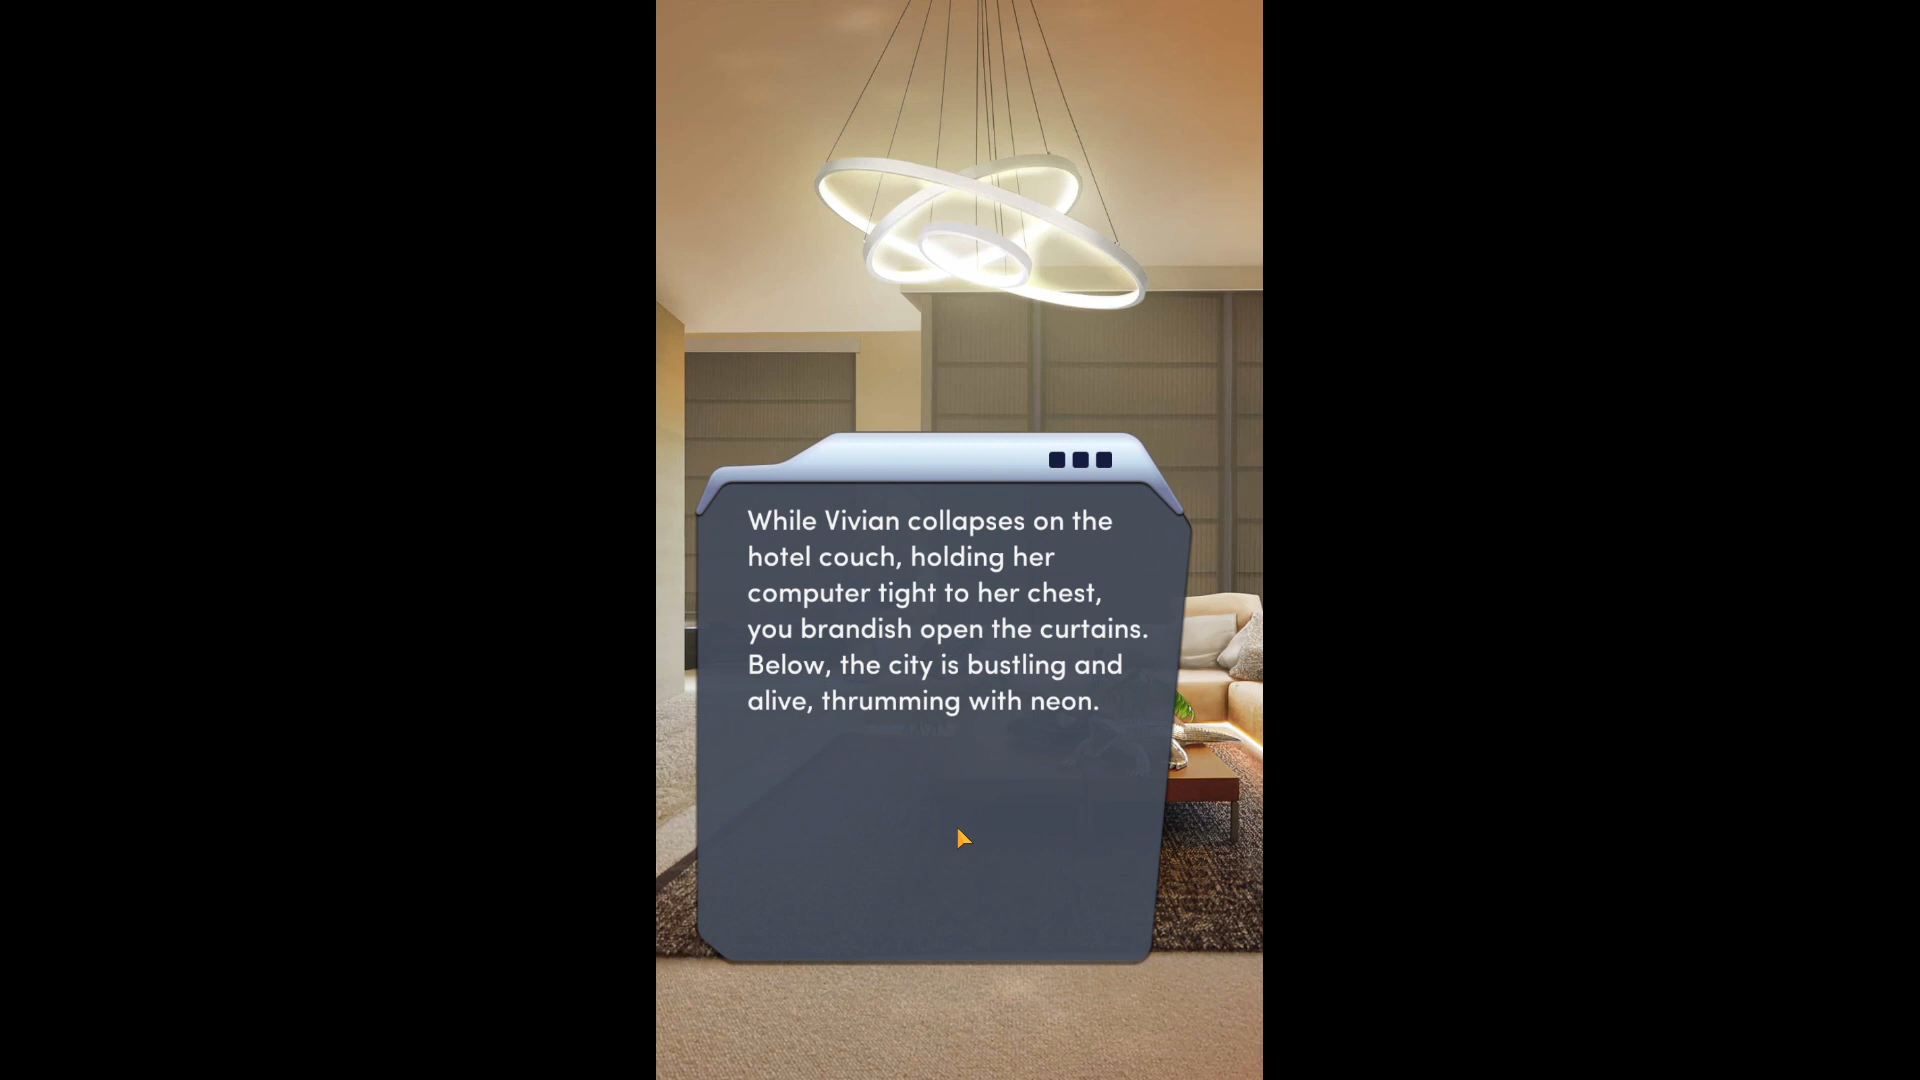 While Vivian collapses on the
hotel couch, holding her
computer tight to her chest,
you brandish open the curtains.
Below, the city is bustling and
alive, thrumming with neon.